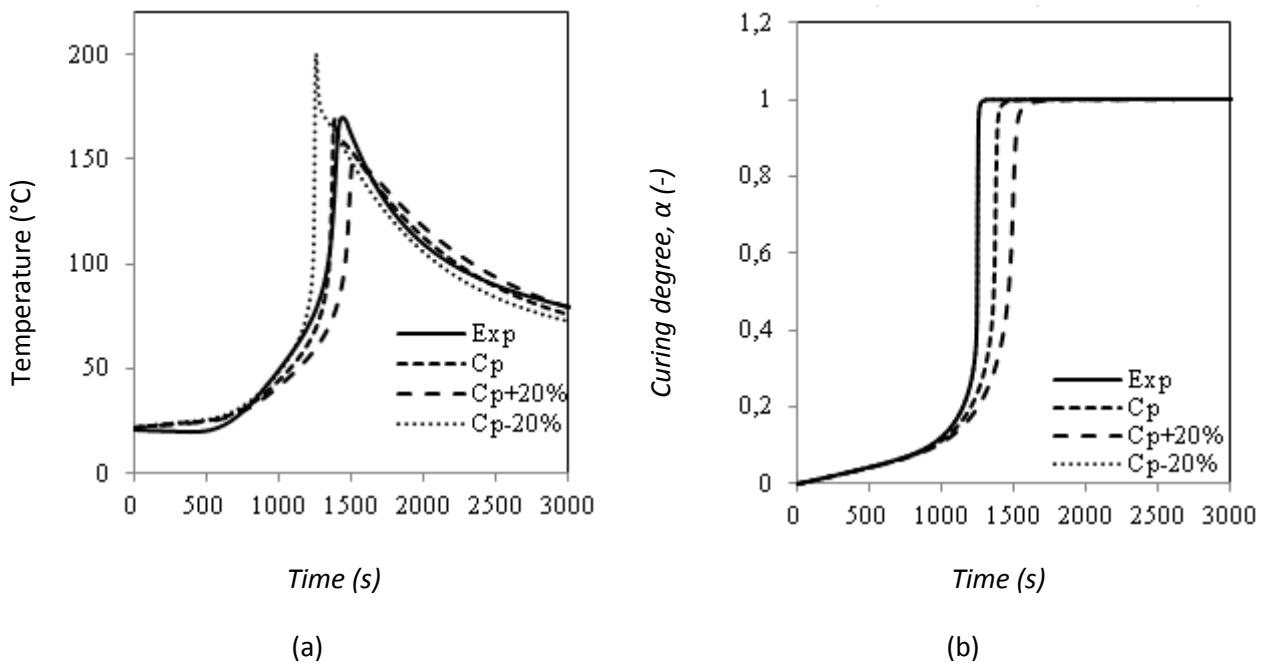 200
150
100
50
0
0 500 1000 1500 2000 2500 3000
Temperature (°C)
Exp
Cp
Cp+20%
Cp-20%
Time (s)
(a)
1,2
1
0,8
0,6
0,4
0,2
0
0 500 1000 1500 2000 2500 3000
Curing degree, α (-)
Exp
Cp
Cp+20%
Cp-20%
Time (s)
(b)